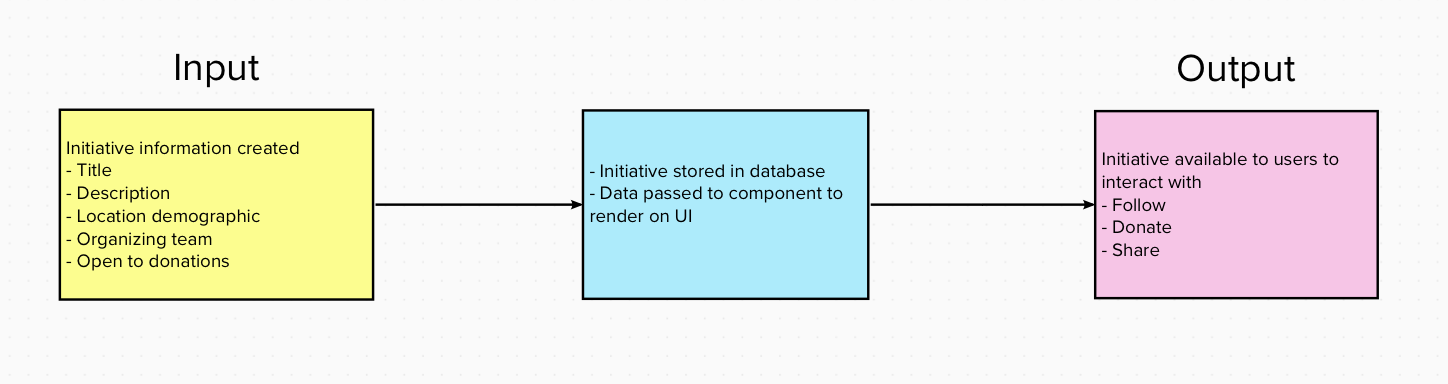 Input
Initiative information created
- Title
- Description
- Location demographic
- Organizing team
- Open to donations
- Initiative stored in database
- Data passed to component to
render on UI
Output
Initiative available to users to
interact with
- Follow
- Donate
- Share